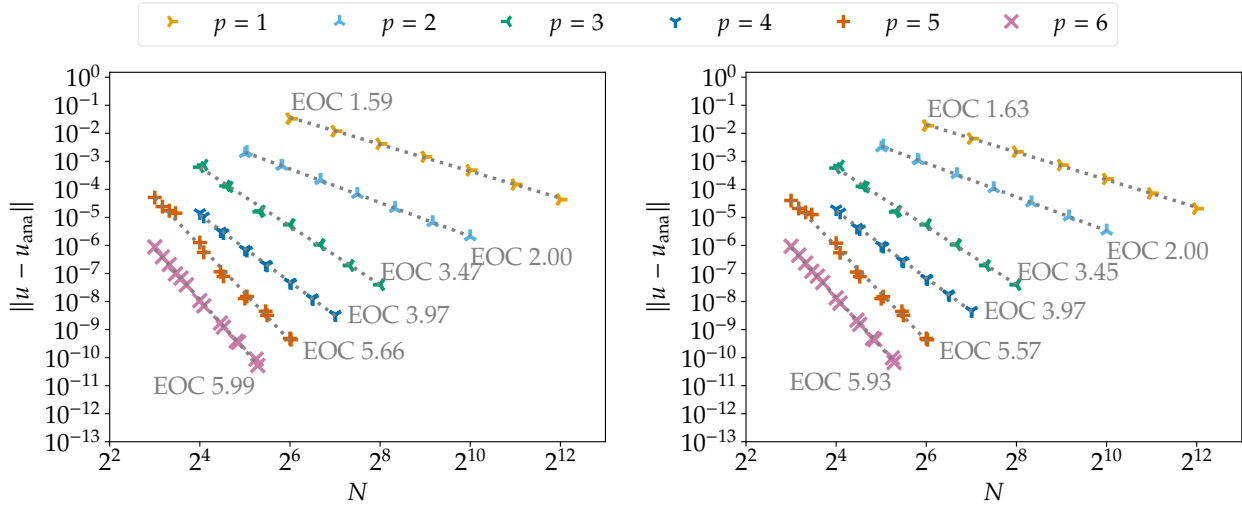 p = 1 p = 2 p = 3 p = 4 p = 5 p = 6
10^0
10^{-1}
10^{-2}
10^{-3}
10^{-4}
10^{-5}
10^{-6}
10^{-7}
10^{-8}
10^{-9}
10^{-10}
10^{-11}
10^{-12}
10^{-13}
||u − u_ana||
EOC 1.59
EOC 2.00
EOC 3.47
EOC 3.97
EOC 5.66
EOC 5.99
2^2 2^4 2^6 2^8 2^{10} 2^{12}
N
10^0
10^{-1}
10^{-2}
10^{-3}
10^{-4}
10^{-5}
10^{-6}
10^{-7}
10^{-8}
10^{-9}
10^{-10}
10^{-11}
10^{-12}
10^{-13}
||u − u_ana||
EOC 1.63
EOC 2.00
EOC 3.45
EOC 3.97
EOC 5.57
EOC 5.93
2^2 2^4 2^6 2^8 2^{10} 2^{12}
N